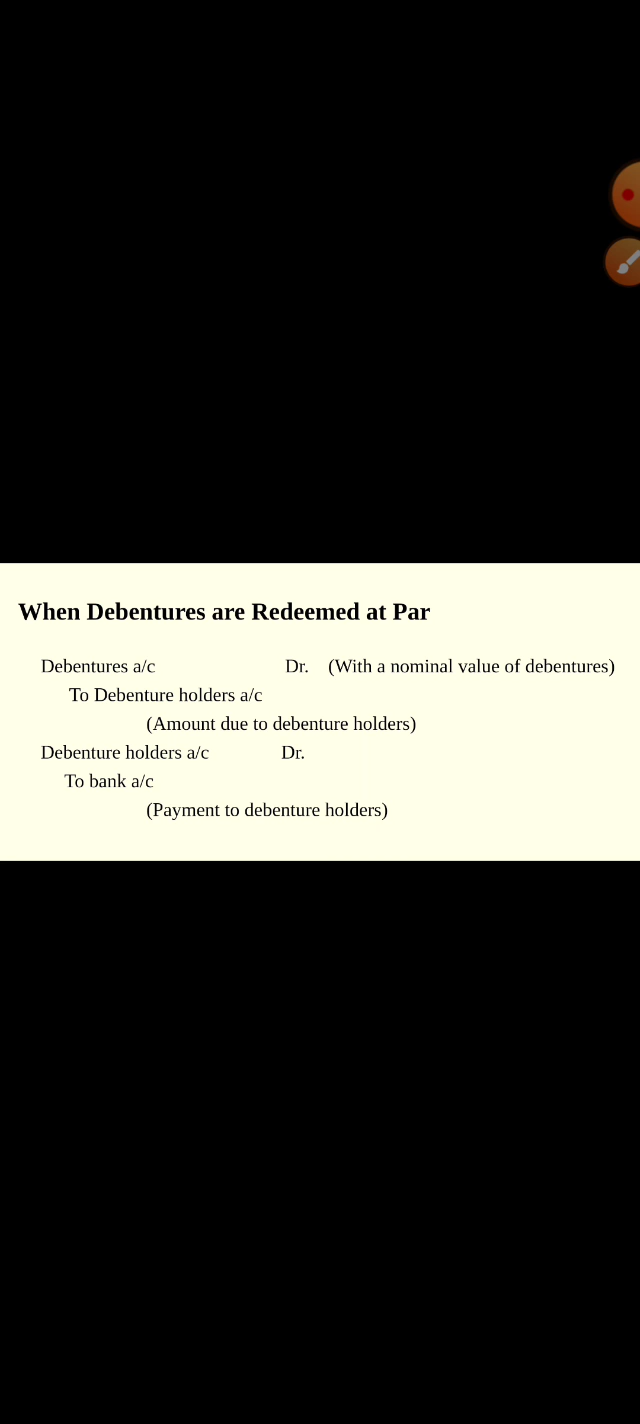 When Debentures are Redeemed at Par
Debentures a/c Dr. (With a nominal value of debentures)
To Debenture holders a/c
(Amount due to debenture holders)
Debenture holders a/c Dr.
To bank a/c
(Payment to debenture holders)